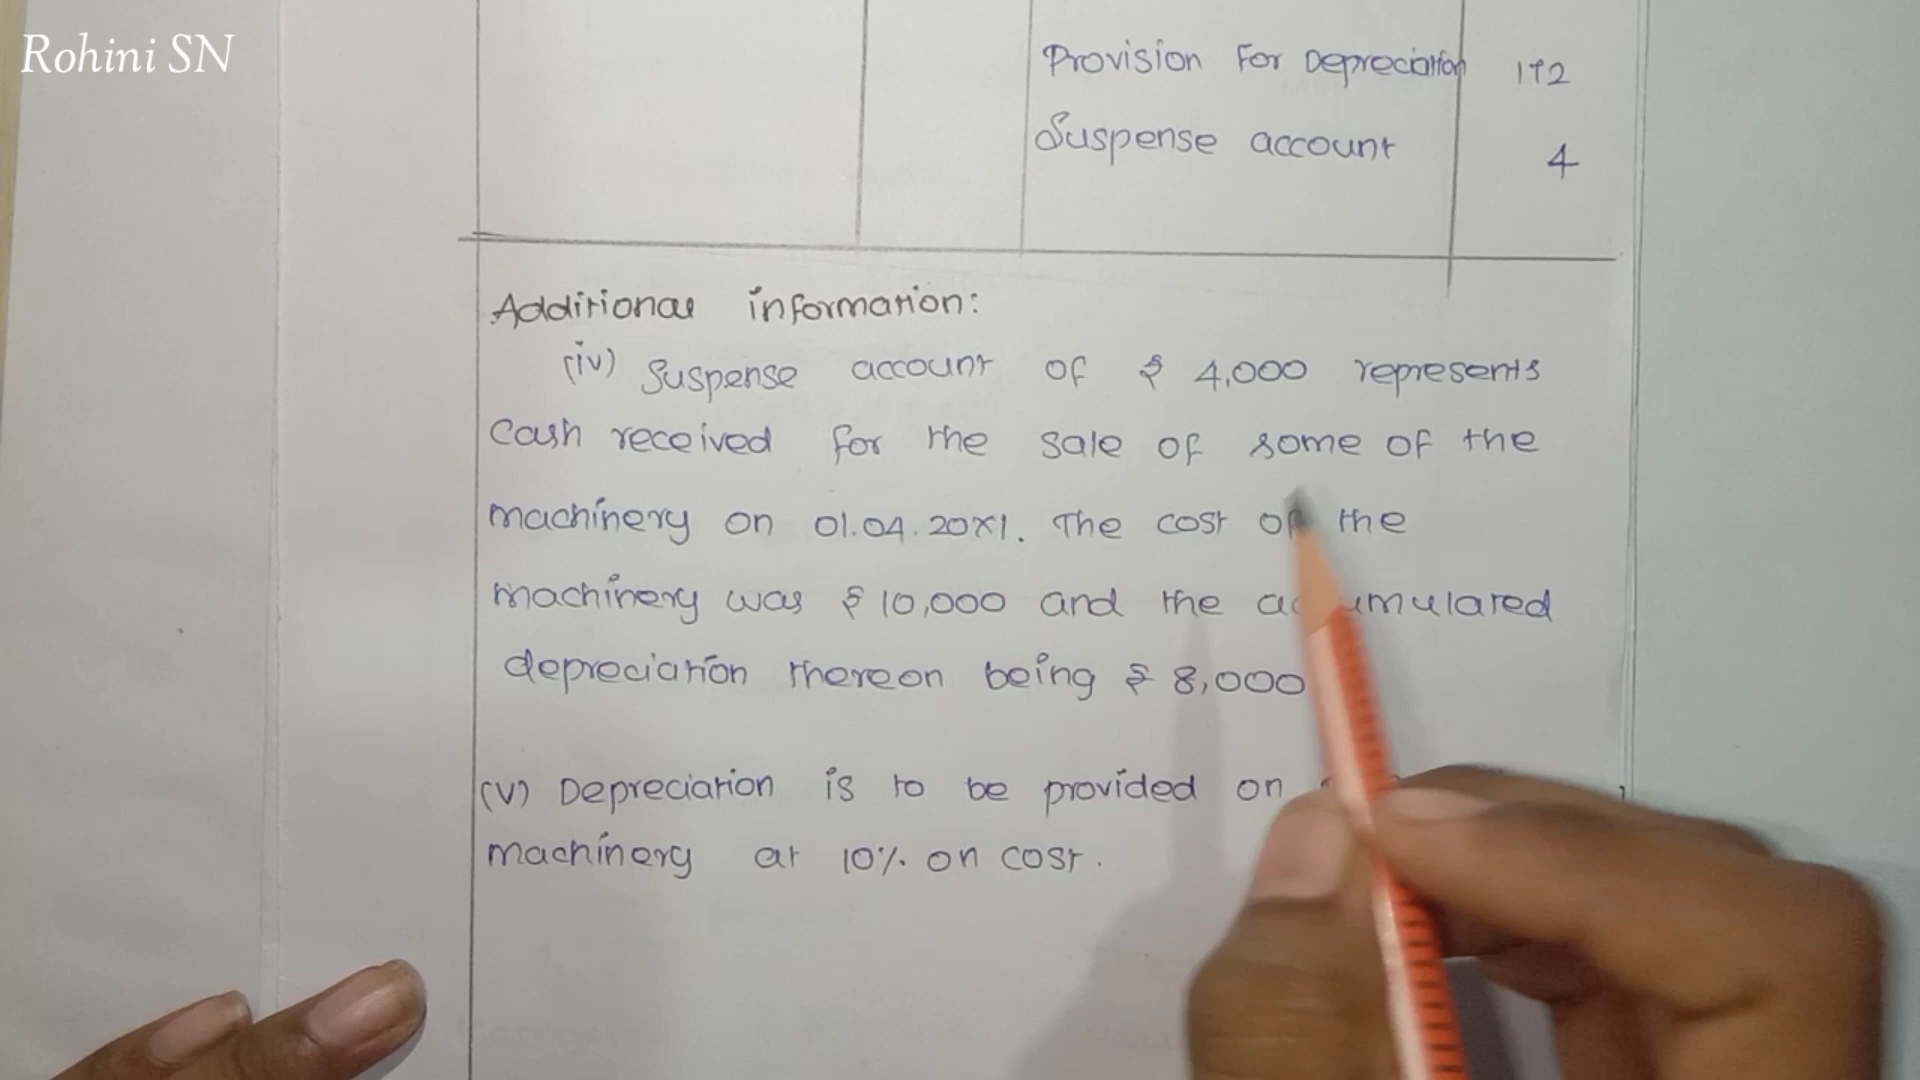 Rohini SN
Provision For Depreciation 172
Suspense account 4
Additional information:
(iv) Suspense account of ₹ 4,000 represents
Cash received for the sale of some of the
machinery on 01.04.20X1. The cost of the
machinery was ₹ 10,000 and the accumulated
depreciation thereon being ₹ 8,000
(V) Depreciation is to be provided on
machinery at 10% on cost.